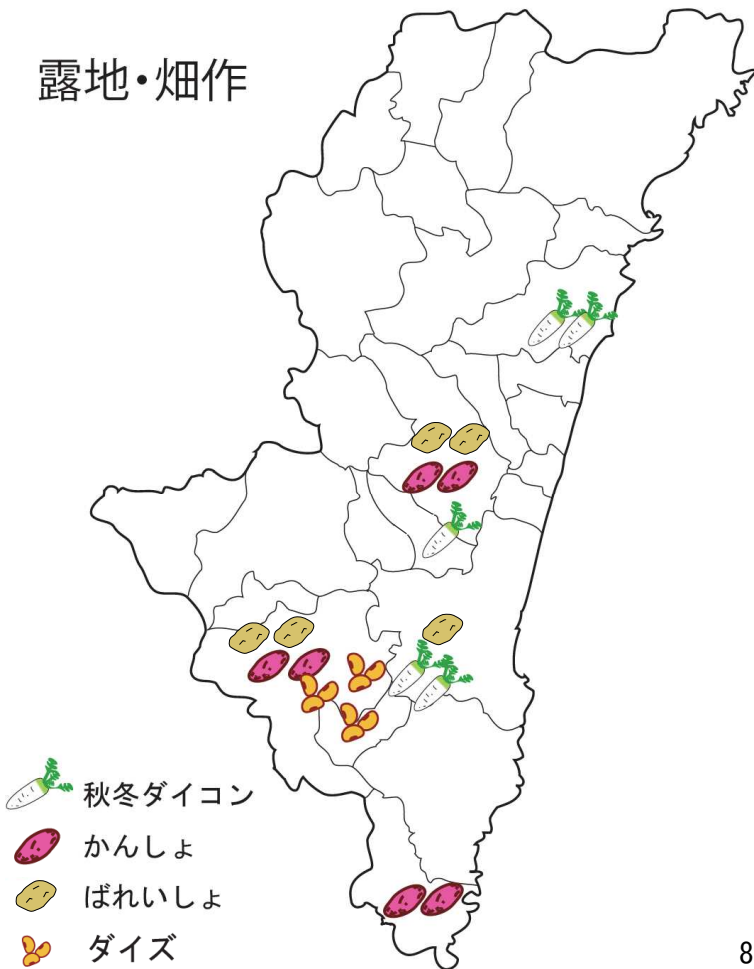 露地・畑作
秋冬ダイコン
かんしょ
ばれいしょ
ダイズ
8